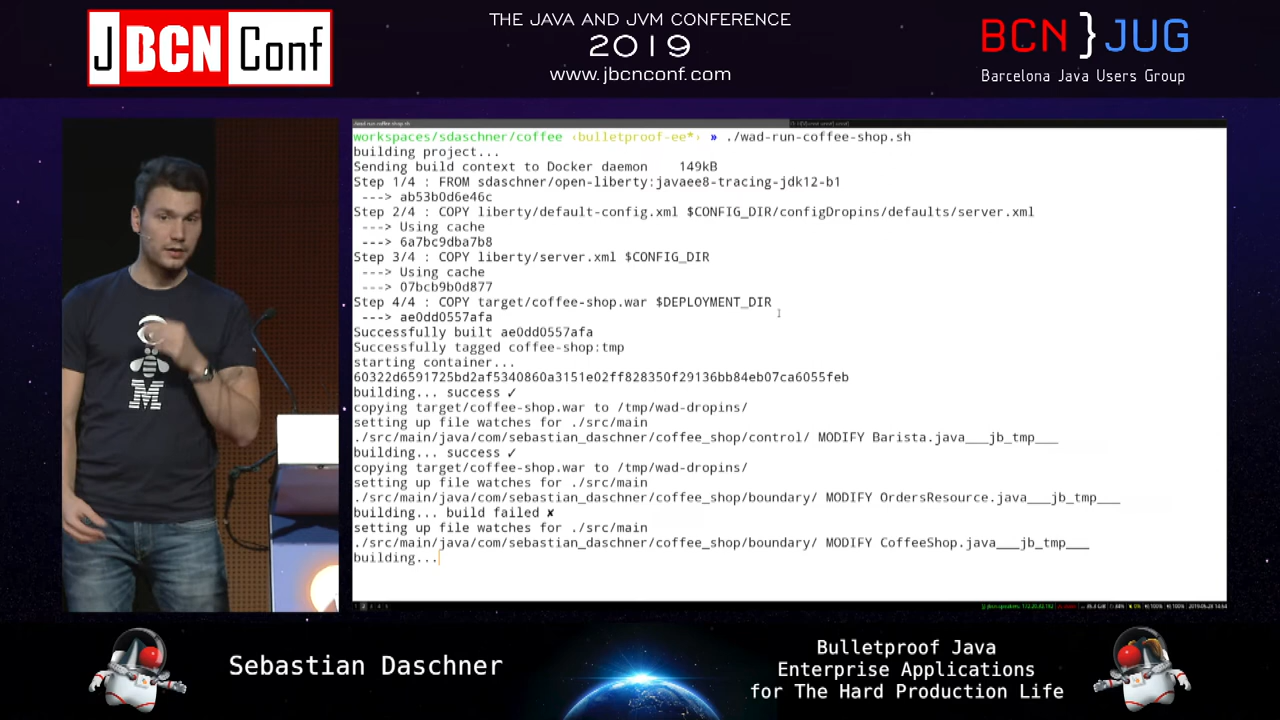 JBCNConf
THE JAVA AND JVM CONFERENCE
2019
www.jbcnconf.com
BCN}JUG
Barcelona Java Users Group
workspaces/sdaschner/coffee ‹bulletproof-ee*› » ./wad-run-coffee-shop.sh
building project...
Sending build context to Docker daemon 149kB
Step 1/4 : FROM sdaschner/open-liberty:javaee8-tracing-jdk12-b1
---> ab53b0d6e46c
Step 2/4 : COPY liberty/default-config.xml $CONFIG_DIR/configDropins/defaults/server.xml
---> Using cache
---> 6a7bc9dba7b8
Step 3/4 : COPY liberty/server.xml $CONFIG_DIR
---> Using cache
---> 07bcb9b0d877
Step 4/4 : COPY target/coffee-shop.war $DEPLOYMENT_DIR
---> ae0dd0557afa
Successfully built ae0dd0557afa
Successfully tagged coffee-shop:tmp
starting container...
60322d6591725bd2af5340860a3151e02ff828350f29136bb84eb07ca6055feb
building... success ✓
copying target/coffee-shop.war to /tmp/wad-dropins/
setting up file watches for ./src/main
./src/main/java/com/sebastian_daschner/coffee_shop/control/ MODIFY Barista.java___jb_tmp___
building... success ✓
copying target/coffee-shop.war to /tmp/wad-dropins/
setting up file watches for ./src/main
./src/main/java/com/sebastian_daschner/coffee_shop/boundary/ MODIFY OrdersResource.java___jb_tmp___
building... build failed ✘
setting up file watches for ./src/main
./src/main/java/com/sebastian_daschner/coffee_shop/boundary/ MODIFY CoffeeShop.java___jb_tmp___
building...
Sebastian Daschner
Bulletproof Java
Enterprise Applications
for The Hard Production Life